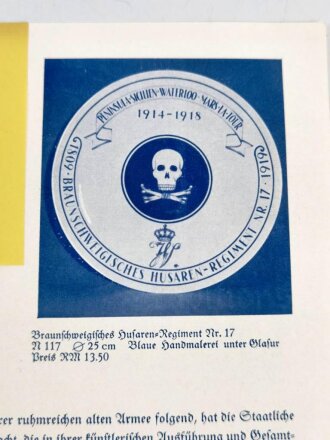 PENINSULA-SICILIEN-WATERLOO-MARS-LA-TOUR
1914-1918
1809·BRAUNSCHWEIGISCHES HUSAREN-REGIMENT NR. 17·1919
W
Braunschweigisches Husaren-Regiment Nr. 17
N 117 Ø 25 cm Blaue Handmalerei unter Glasur
Preis RM 13.50
rer ruhmreichen alten Armee folgend, hat die Staatliche
acht, die in ihrer künstlerischen Ausführung und Gesamt-